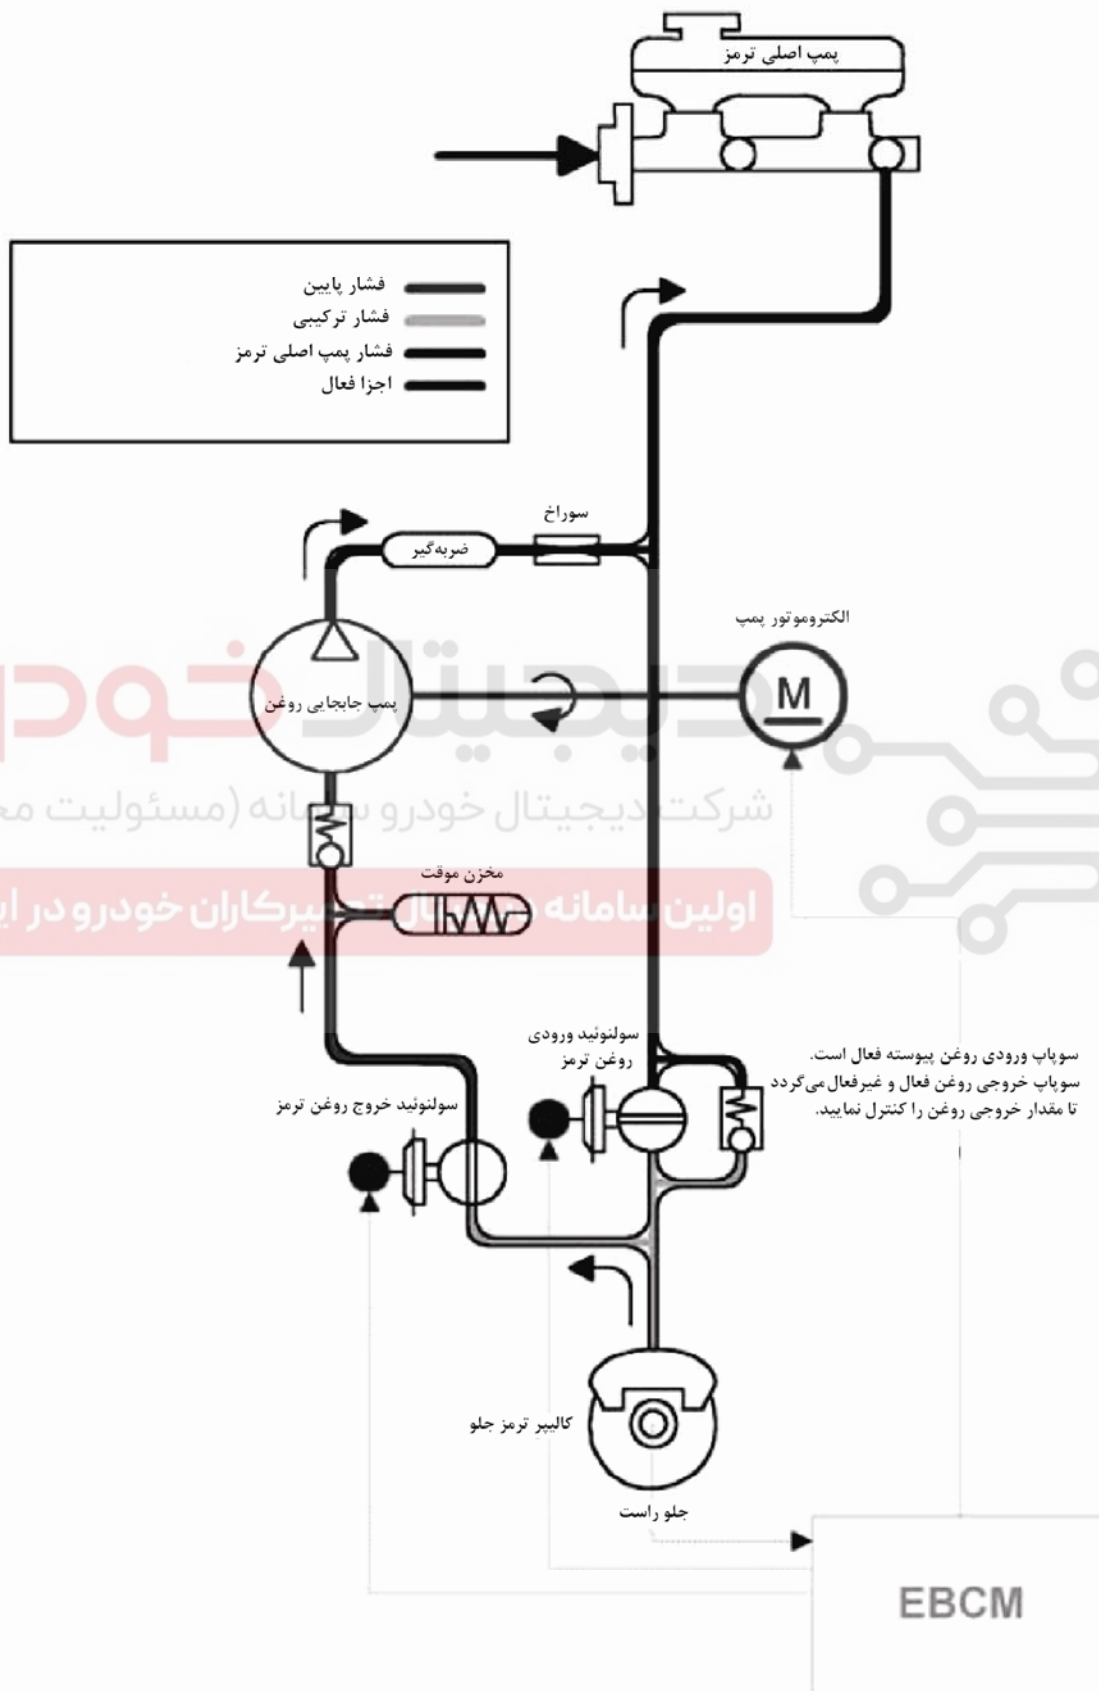 پمپ اصلی ترمز
فشار پایین
فشار ترکیبی
فشار پمپ اصلی ترمز
اجزا فعال
سوراخ
ضربه‌گیر
الکتروموتور پمپ
M
پمپ جابجایی روغن
دیجیتال خودرو
شرکت دیجیتال خودرو سامانه (مسئولیت
مخزن موقت
اولین سامانه دیجیتال تعمیرکاران خودرو در
سولنوئید ورودی
روغن ترمز
سوپاپ ورودی روغن پیوسته فعال است.
سوپاپ خروجی روغن فعال و غیرفعال می‌گردد
تا مقدار خروجی روغن را کنترل نمایید.
سولنوئید خروج روغن ترمز
کالیپر ترمز جلو
جلو راست
EBCM